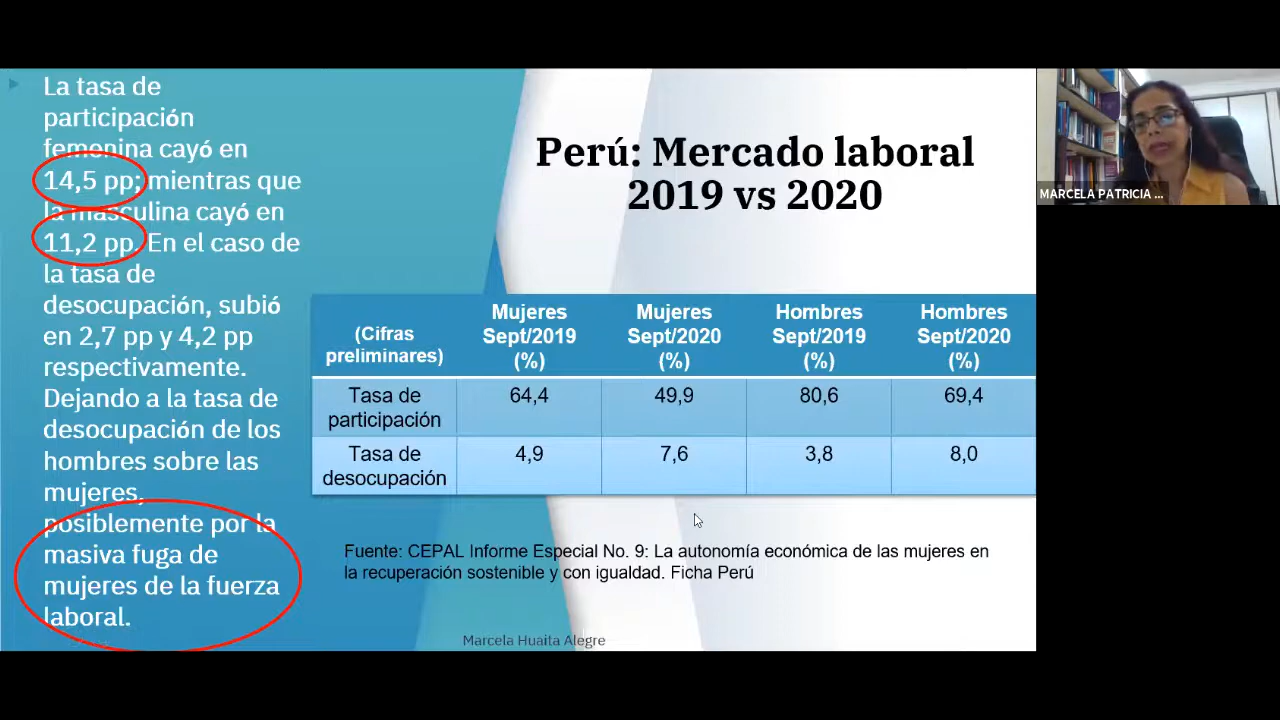 La tasa de
participación
femenina cayó en
14,5 pp; mientras que
la masculina cayó en
11,2 pp. En el caso de
la tasa de
desocupación, subió
en 2,7 pp y 4,2 pp
respectivamente.
Dejando a la tasa de
desocupación de los
hombres sobre las
mujeres,
posiblemente por la
masiva fuga de
mujeres de la fuerza
laboral.
Perú: Mercado laboral
2019 vs 2020
(Cifras
preliminares)
Mujeres
Sept/2019
(%)
Mujeres
Sept/2020
(%)
Hombres
Sept/2019
(%)
Hombres
Sept/2020
(%)
Tasa de
participación
64,4
49,9
80,6
69,4
Tasa de
desocupación
4,9
7,6
3,8
8,0
Fuente: CEPAL Informe Especial No. 9: La autonomía económica de las mujeres en
la recuperación sostenible y con igualdad. Ficha Perú
Marcela Huaita Alegre
MARCELA PATRICIA ...